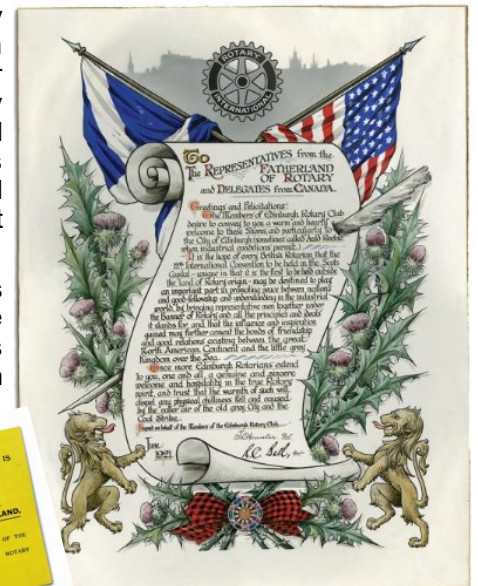 ROTARY
INTERNATIONAL
To
The REPRESENTATIVES from the
FATHERLAND
OF ROTARY
and DELEGATES from CANADA.
Greetings and Felicitations:
The Members of Edinburgh Rotary Club
desire to convey to you a warm and hearty
welcome to these Shores and particularly to
the City of Edinburgh (sometimes called Auld Reekie
when industrial conditions permit.)
It is the hope of every British Rotarian that the
12th International Convention to be held in the Scots
Capital - unique in that it is the first to be held outside
the land of Rotary origin - may be destined to play
an important part in promoting peace between nations
and good-fellowship and understanding in the industrial
world, by bringing representative men together under
the Banner of Rotary and all the principles and ideals
it stands for, and that the influence and inspiration
gained may further cement the bonds of friendship
and good relations existing between the great
North American Continent and the little grey
Kingdom over the Sea.
Once more Edinburgh Rotarians extend
to you, one and all, a genuine and sincere
welcome and hospitality in the true Rotary
spirit, and trust that the warmth of such will
dispel any physical chilliness felt and caused
by the caller air of the old grey City and the
Coal Strike.
Signed on behalf of the Members of the Edinburgh Rotary Club.
June
1921.
IS
LAND,
OF THE
ROTARY